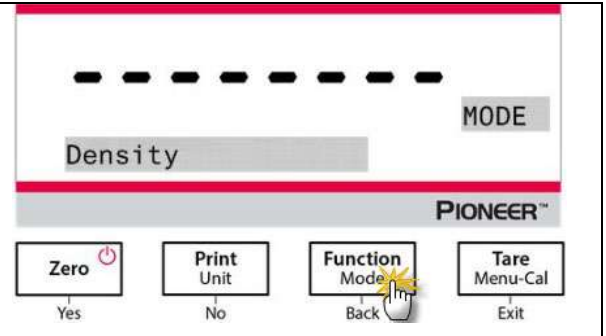 --------
MODE
Density
PIONEER™
Zero Print Function Tare
Unit Mode Menu-Cal
Yes No Back Exit